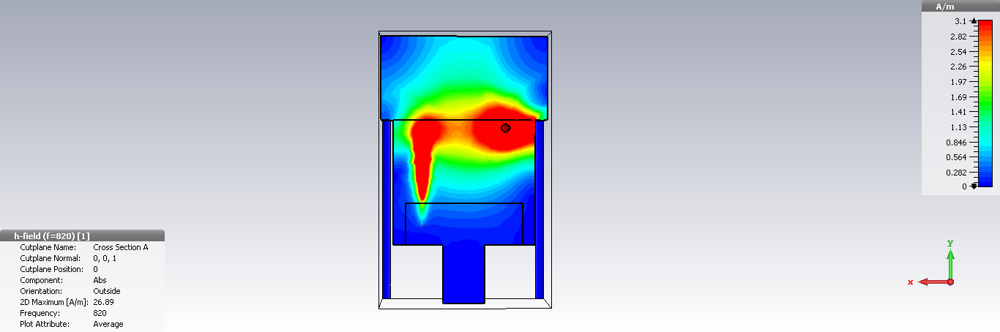 A/m
3.1
2.82
2.54
2.26
1.97
1.69
1.41
1.13
0.846
0.564
0.282
0
h-field (f=820) [1]
Cutplane Name: Cross Section A
Cutplane Normal: 0, 0, 1
Cutplane Position: 0
Component: Abs
Orientation: Outside
2D Maximum [A/m]: 26.89
Frequency: 820
Plot Attribute: Average
y
x